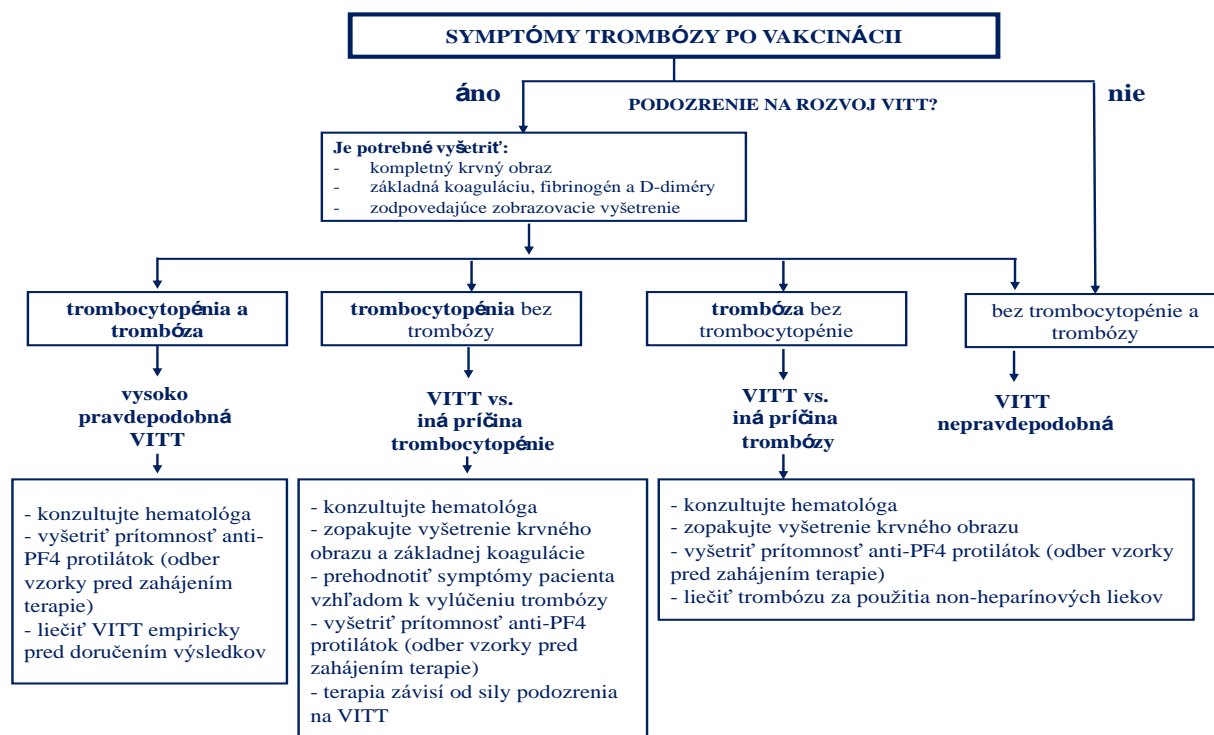 SYMPTÓMY TROMBÓZY PO VAKCINÁCII
áno
PODOZRENIE NA ROZVOJ VITT?
nie
Je potrebné vyšetriť:
- kompletný krvný obraz
- základná koaguláciu, fibrinogén a D-diméry
- zodpovedajúce zobrazovacie vyšetrenie
trombocytopénia a
trombóza
trombocytopénia bez
trombózy
trombóza bez
trombocytopénie
bez trombocytopénie a
trombózy
vysoko
pravdepodobná
VITT
VITT vs.
iná príčina
trombocytopénie
VITT vs.
iná príčina
trombózy
VITT
nepravdepodobná
- konzultujte hematológa
- vyšetriť prítomnosť anti-
PF4 protilátok (odber
vzorky pred zahájením
terapie)
- liečiť VITT empiricky
pred doručením výsledkov
- konzultujte hematológa
- zopakujte vyšetrenie krvného
obrazu a základnej koagulácie
- prehodnotiť symptómy pacienta
vzhľadom k vylúčeniu trombózy
- vyšetriť prítomnosť anti-PF4
protilátok (odber vzorky pred
zahájením terapie)
- terapia závisí od sily podozrenia
na VITT
- konzultujte hematológa
- zopakujte vyšetrenie krvného obrazu
- vyšetriť prítomnosť anti-PF4 protilátok (odber vzorky
pred zahájením terapie)
- liečiť trombózu za použitia non-heparínových liekov